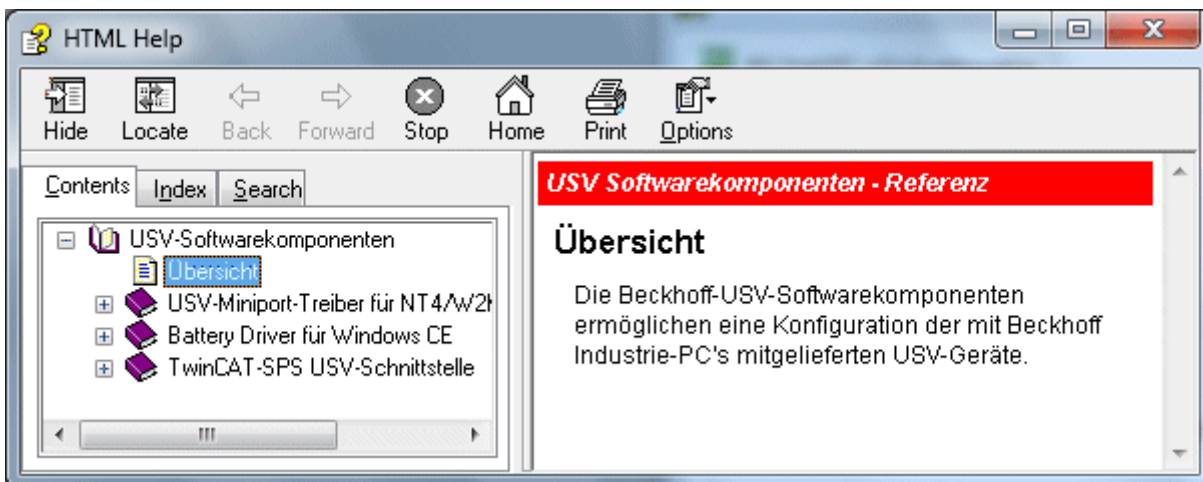 HTML Help
Hide Locate Back Forward Stop Home Print Options
Contents Index Search
USV-Softwarekomponenten
Übersicht
USV-Miniport-Treiber für NT4/W2
Battery Driver für Windows CE
TwinCAT-SPS USV-Schnittstelle
USV Softwarekomponenten - Referenz
Übersicht
Die Beckhoff-USV-Softwarekomponenten
ermöglichen eine Konfiguration der mit Beckhoff
Industrie-PC's mitgelieferten USV-Geräte.